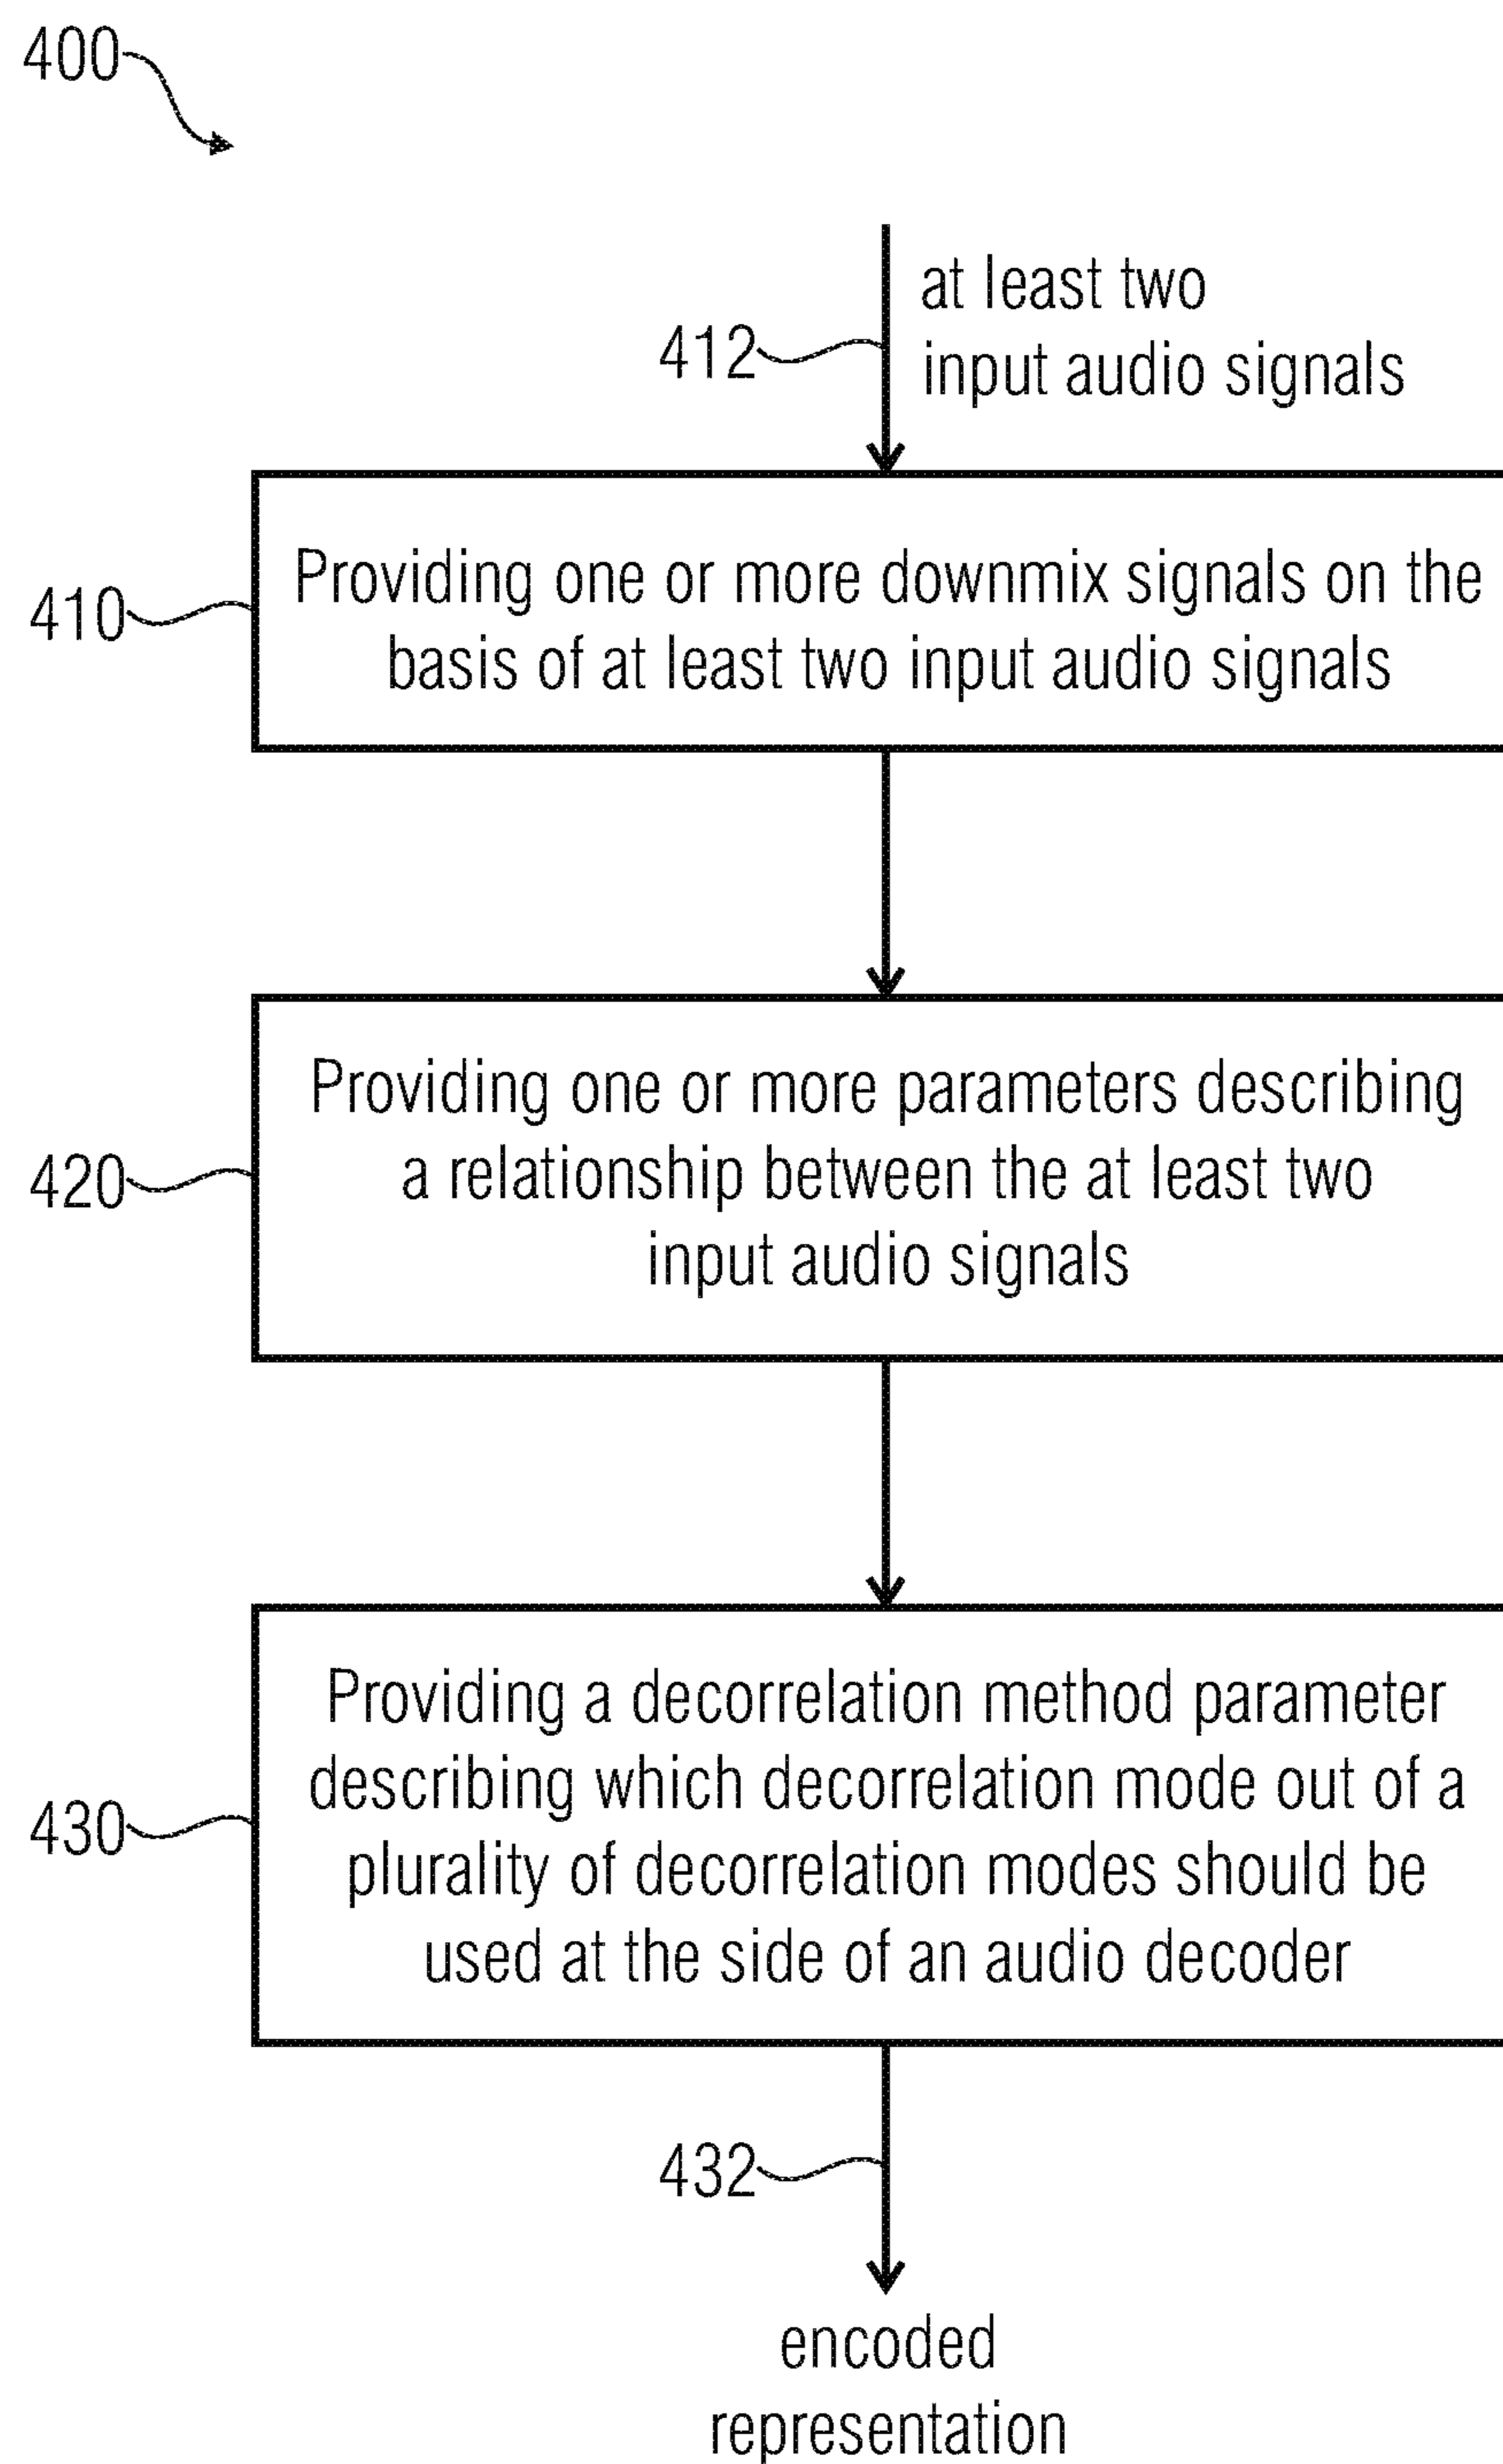 400
at least two
412
input audio signals
Providing one or more downmix signals on the
410
basis of at least two input audio signals
Providing one or more parameters describing
420
a relationship between the at least two
input audio signals
Providing a decorrelation method parameter
describing which decorrelation mode out of a
430
plurality of decorrelation modes should be
used at the side of an audio decoder
432
encoded
representation